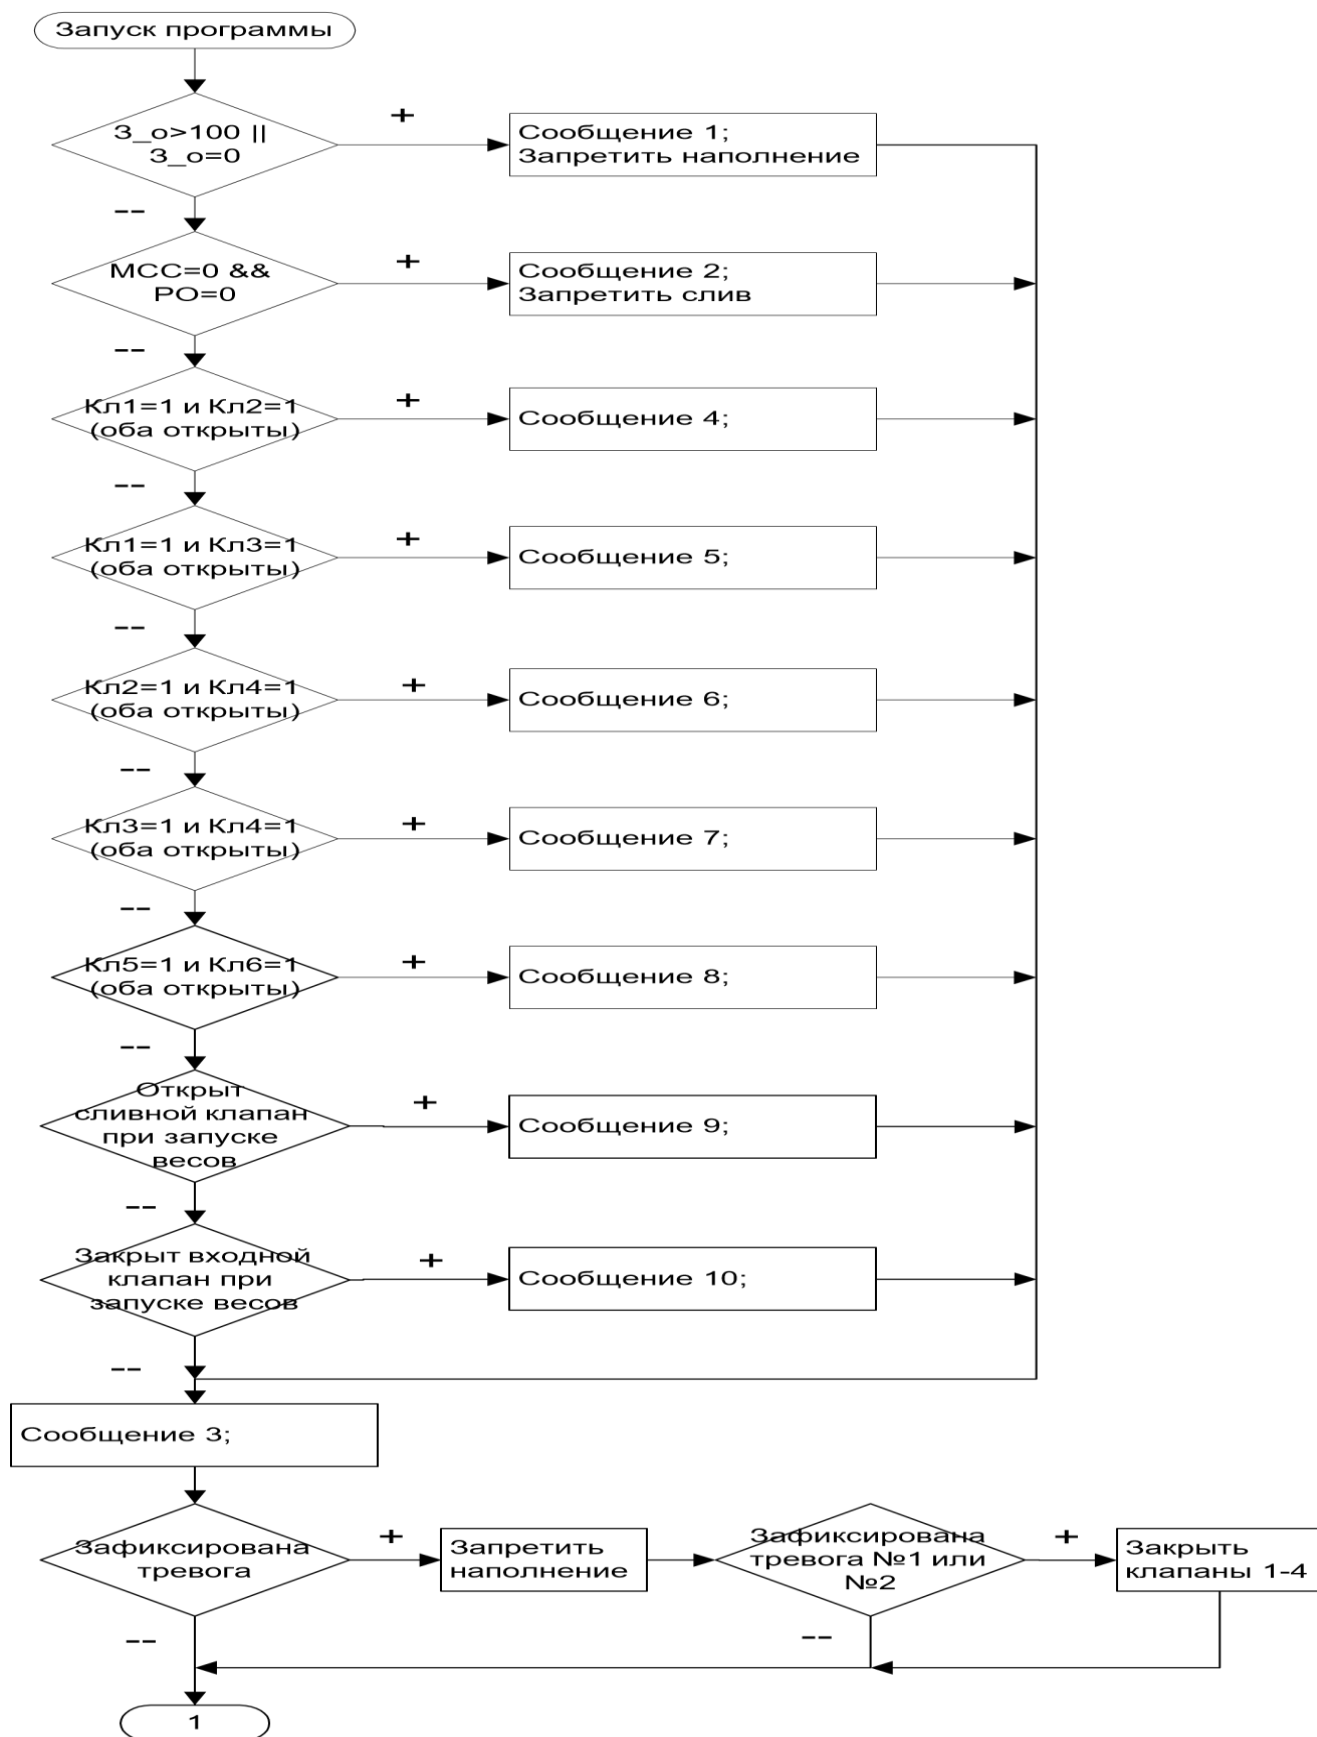 Запуск программы
З_о>100 ||
З_о=0
+
Сообщение 1;
Запретить наполнение
--
МСС=0 &&
РО=0
+
Сообщение 2;
Запретить слив
--
Кл1=1 и Кл2=1
(оба открыты)
+
Сообщение 4;
--
Кл1=1 и Кл3=1
(оба открыты)
+
Сообщение 5;
--
Кл2=1 и Кл4=1
(оба открыты)
+
Сообщение 6;
--
Кл3=1 и Кл4=1
(оба открыты)
+
Сообщение 7;
--
Кл5=1 и Кл6=1
(оба открыты)
+
Сообщение 8;
--
Открыт
сливной клапан
при запуске
весов
+
Сообщение 9;
--
Закрыт входной
клапан при
запуске весов
+
Сообщение 10;
--
Сообщение 3;
Зафиксирована
тревога
+
Запретить
наполнение
Зафиксирована
тревога №1 или
№2
+
Закрыть
клапаны 1-4
--
--
1